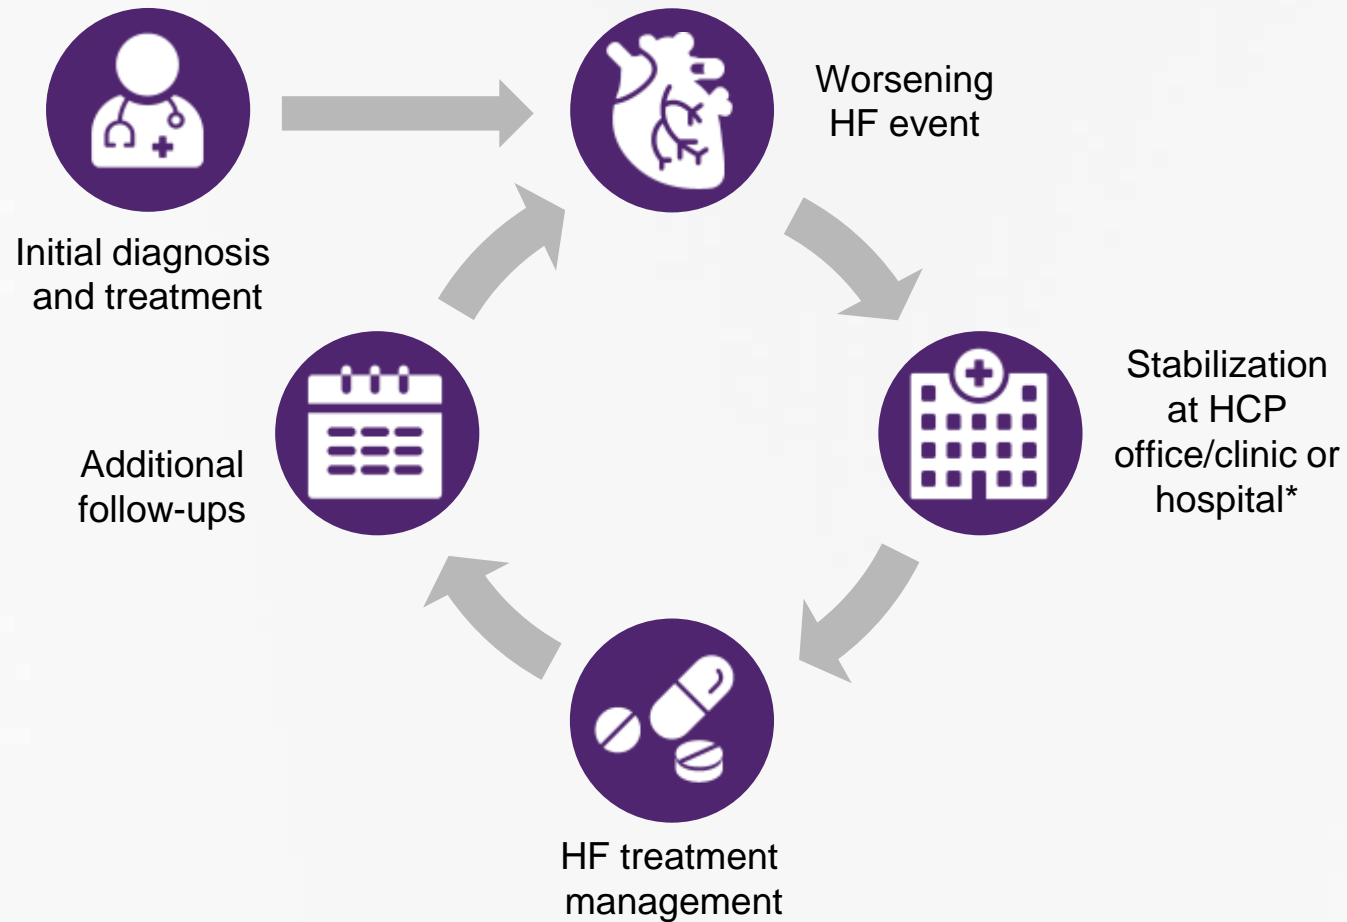 Worsening
HF event
Initial diagnosis
and treatment
Stabilization
at HCP
office/clinic or
hospital*
Additional
follow-ups
HF treatment
management